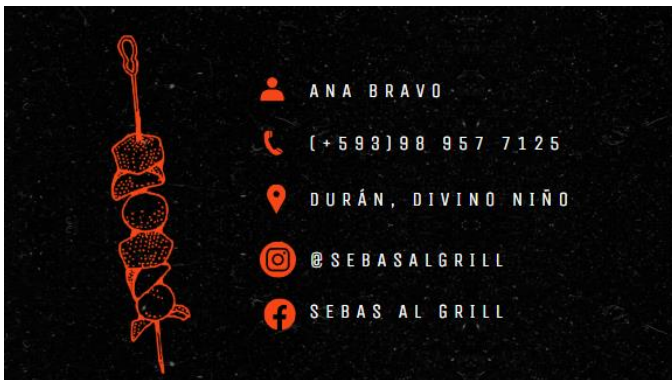 ANA BRAVO
(+593)98 957 7125
DURÁN, DIVINO NIÑO
@SEBASALGRILL
SEBAS AL GRILL